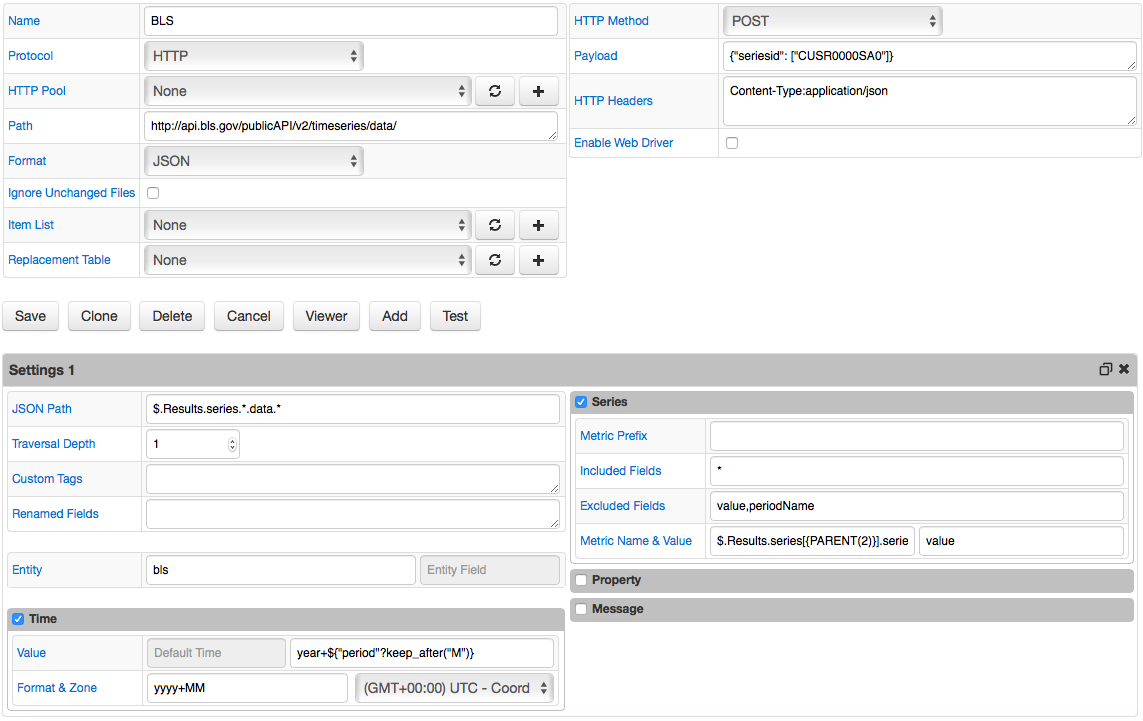 Name BLS
Protocol HTTP
HTTP Pool None
Path http://api.bls.gov/publicAPI/v2/timeseries/data/
Format JSON
Ignore Unchanged Files
Item List None
Replacement Table None
HTTP Method POST
Payload {"seriesid": ["CUSR0000SA0"]}
HTTP Headers Content-Type:application/json
Enable Web Driver
Save Clone Delete Cancel Viewer Add Test
Settings 1
JSON Path $.Results.series.*.data.*
Traversal Depth 1
Custom Tags
Renamed Fields
Entity bls Entity Field
Time
Value Default Time year+${"period"?keep_after("M")}
Format & Zone yyyy+MM (GMT+00:00) UTC - Coord
Series
Metric Prefix
Included Fields *
Excluded Fields value,periodName
Metric Name & Value $.Results.series[{PARENT(2)}].serie value
Property
Message